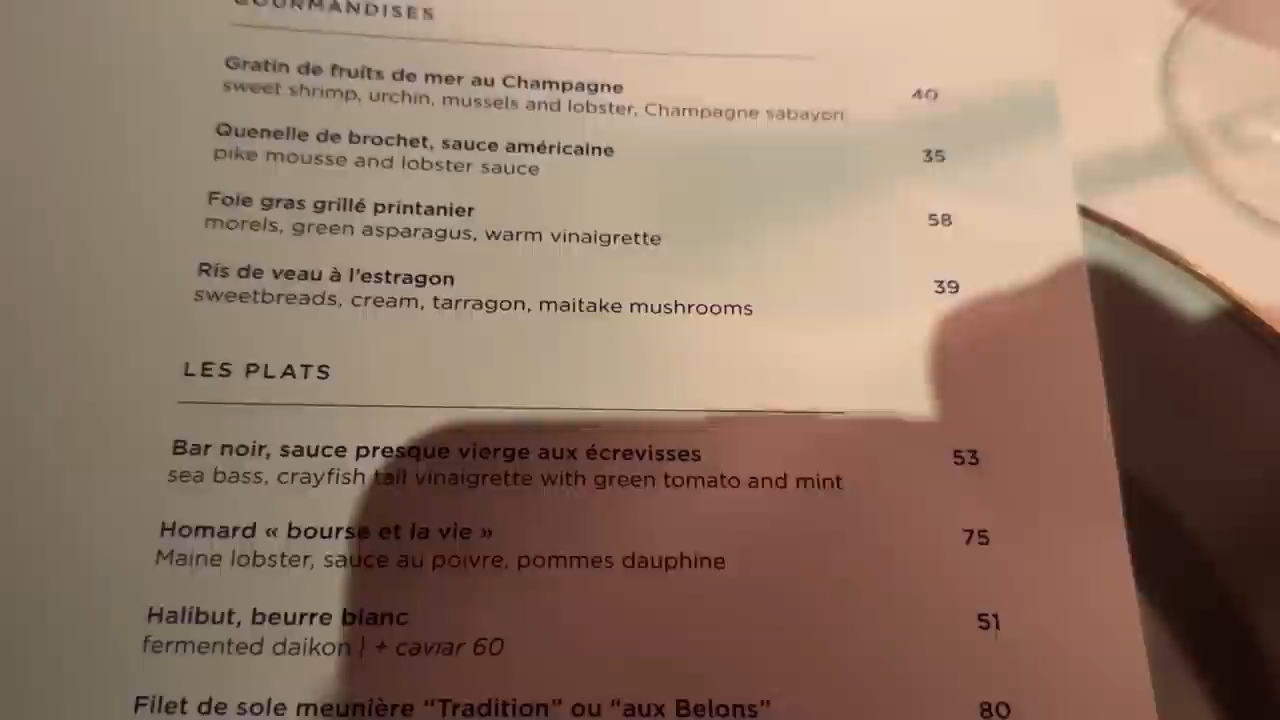 GOURMANDISES
Gratin de fruits de mer au Champagne 40
sweet shrimp, urchin, mussels and lobster, Champagne sabayon
Quenelle de brochet, sauce américaine 35
pike mousse and lobster sauce
Foie gras grillé printanier 58
morels, green asparagus, warm vinaigrette
Ris de veau à l'estragon 39
sweetbreads, cream, tarragon, maitake mushrooms
LES PLATS
Bar noir, sauce presque vierge aux écrevisses 53
sea bass, crayfish tail vinaigrette with green tomato and mint
Homard « bourse et la vie » 75
Maine lobster, sauce au poivre, pommes dauphine
Halibut, beurre blanc 51
fermented daikon | + caviar 60
Filet de sole meunière "Tradition" ou "aux Belons" 80